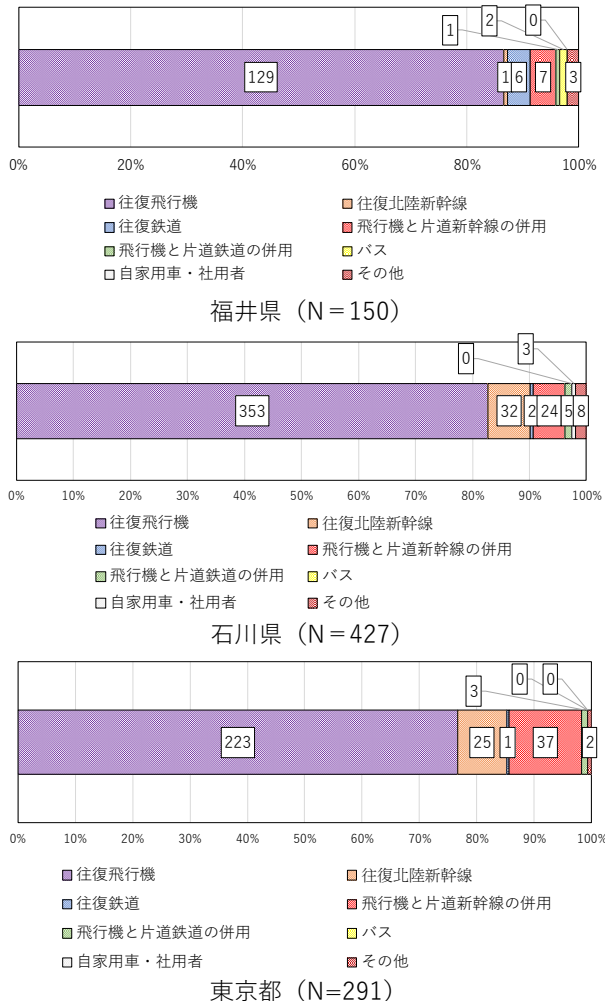 1 2 0
129 1 6 7 3
0% 20% 40% 60% 80% 100%
往復飛行機 往復北陸新幹線
往復鉄道 飛行機と片道新幹線の併用
飛行機と片道鉄道の併用 バス
自家用車・社用者 その他
福井県（N＝150）
0 3
353 32 2 24 5 8
0% 10% 20% 30% 40% 50% 60% 70% 80% 90% 100%
往復飛行機 往復北陸新幹線
往復鉄道 飛行機と片道新幹線の併用
飛行機と片道鉄道の併用 バス
自家用車・社用者 その他
石川県（N＝427）
3 0 0
223 25 1 37 2
0% 10% 20% 30% 40% 50% 60% 70% 80% 90% 100%
往復飛行機 往復北陸新幹線
往復鉄道 飛行機と片道新幹線の併用
飛行機と片道鉄道の併用 バス
自家用車・社用者 その他
東京都（N=291）